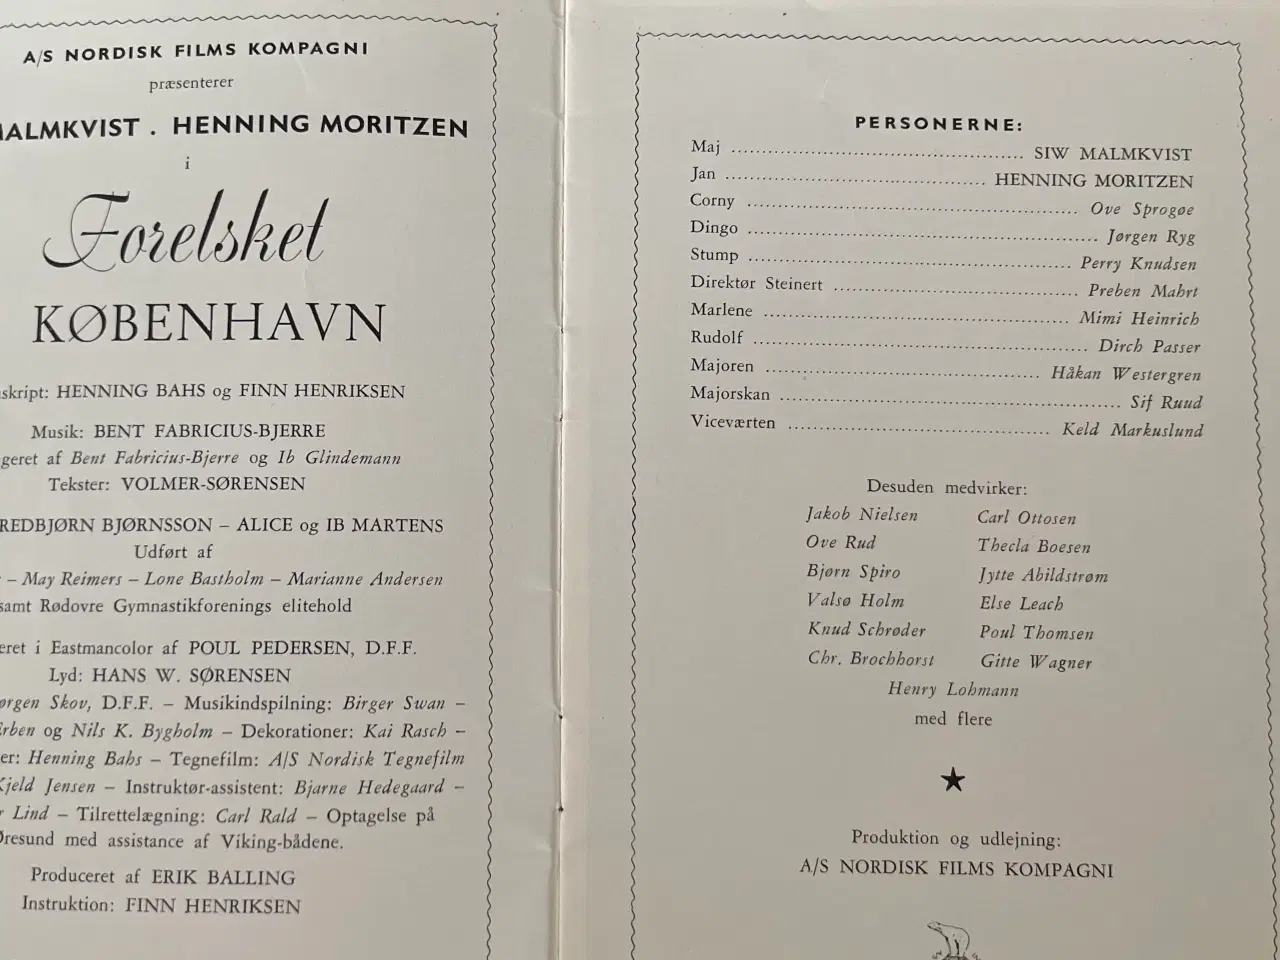 A/S NORDISK FILMS KOMPAGNI
præsenterer
MALMKVIST . HENNING MORITZEN
i
Forelsket
KØBENHAVN
skript: HENNING BAHS og FINN HENRIKSEN
Musik: BENT FABRICIUS-BJERRE
geret af Bent Fabricius-Bjerre og Ib Glindemann
Tekster: VOLMER-SØRENSEN
REDBJØRN BJØRNSSON – ALICE og IB MARTENS
Udført af
– May Reimers – Lone Bastholm – Marianne Andersen
samt Rødovre Gymnastikforenings elitehold
eret i Eastmancolor af POUL PEDERSEN, D.F.F.
Lyd: HANS W. SØRENSEN
ørgen Skov, D.F.F. – Musikindspilning: Birger Swan –
rben og Nils K. Bygholm – Dekorationer: Kai Rasch –
er: Henning Bahs – Tegnefilm: A/S Nordisk Tegnefilm
Kjeld Jensen – Instruktør-assistent: Bjarne Hedegaard –
r Lind – Tilrettelægning: Carl Rald – Optagelse på
Øresund med assistance af Viking-bådene.
Produceret af ERIK BALLING
Instruktion: FINN HENRIKSEN
PERSONERNE:
Maj ........ SIW MALMKVIST
Jan ........ HENNING MORITZEN
Corny ........ Ove Sprogøe
Dingo ........ Jørgen Ryg
Stump ........ Perry Knudsen
Direktør Steinert ........ Preben Mahrt
Marlene ........ Mimi Heinrich
Rudolf ........ Dirch Passer
Majoren ........ Håkan Westergren
Majorskan ........ Sif Ruud
Viceværten ........ Keld Markuslund
Desuden medvirker:
Jakob Nielsen Carl Ottosen
Ove Rud Thecla Boesen
Bjørn Spiro Jytte Abildstrøm
Valsø Holm Else Leach
Knud Schrøder Poul Thomsen
Chr. Brochhorst Gitte Wagner
Henry Lohmann
med flere
Produktion og udlejning:
A/S NORDISK FILMS KOMPAGNI